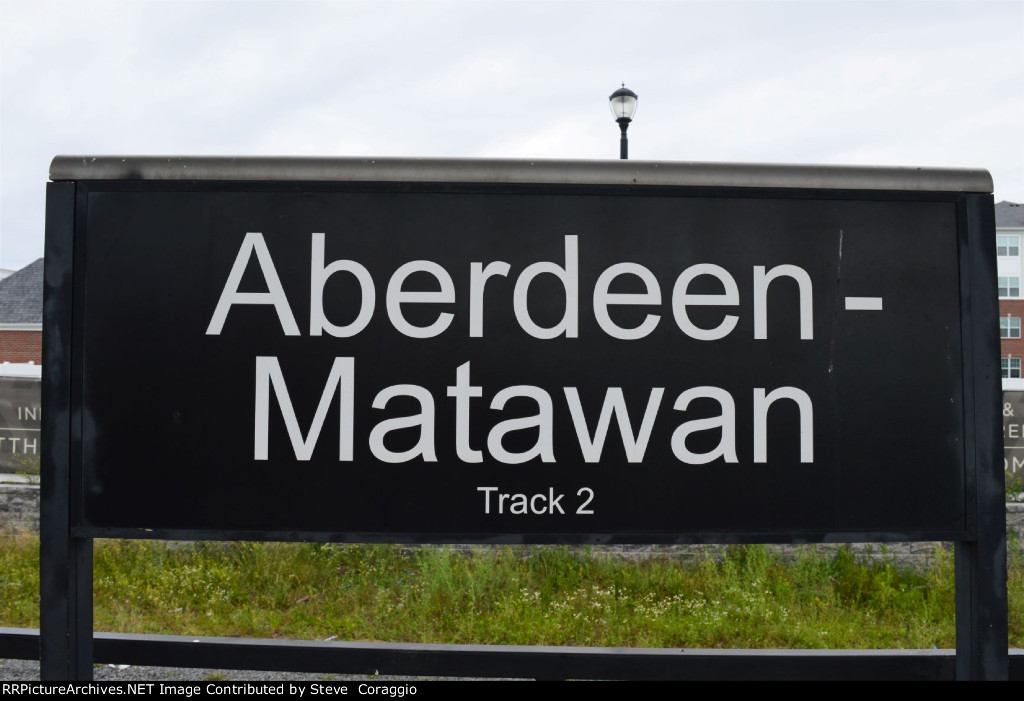 Aberdeen -
Matawan
Track 2
&
RRPictureArchives.NET Image Contributed by Steve Coraggio